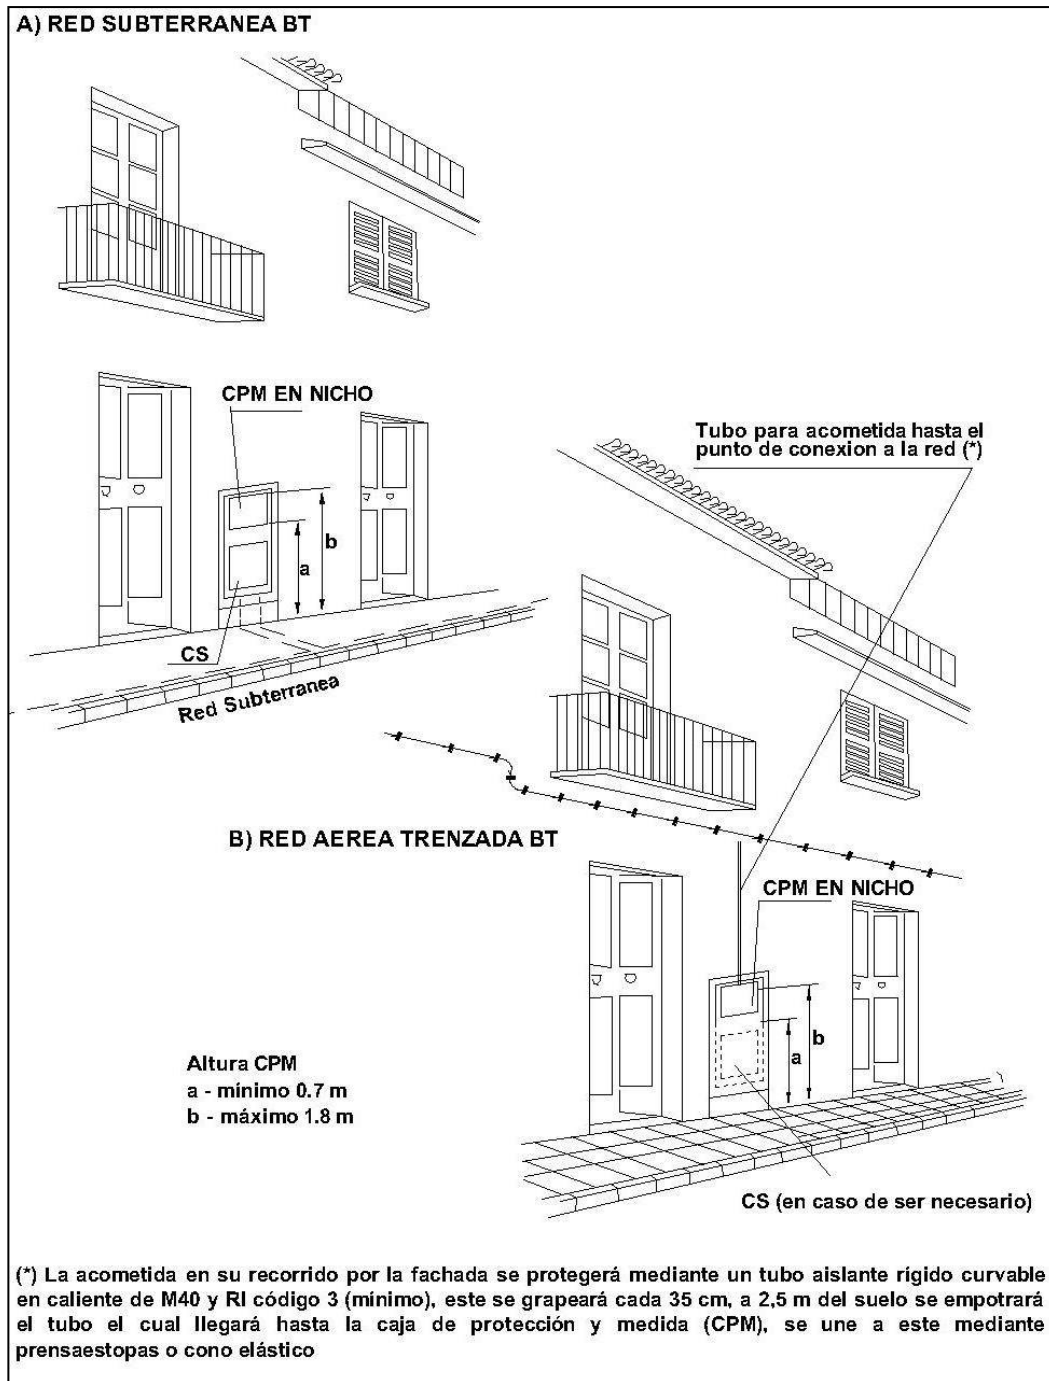 A) RED SUBTERRANEA BT
CPM EN NICHO
b
a
CS
Red Subterranea
Tubo para acometida hasta el
punto de conexion a la red (*)
B) RED AEREA TRENZADA BT
CPM EN NICHO
b
a
Altura CPM
a - mínimo 0.7 m
b - máximo 1.8 m
CS (en caso de ser necesario)
(*) La acometida en su recorrido por la fachada se protegerá mediante un tubo aislante rígido curvable
en caliente de M40 y RI código 3 (mínimo), este se grapeará cada 35 cm, a 2,5 m del suelo se empotrará
el tubo el cual llegará hasta la caja de protección y medida (CPM), se une a este mediante
prensaestopas o cono elástico